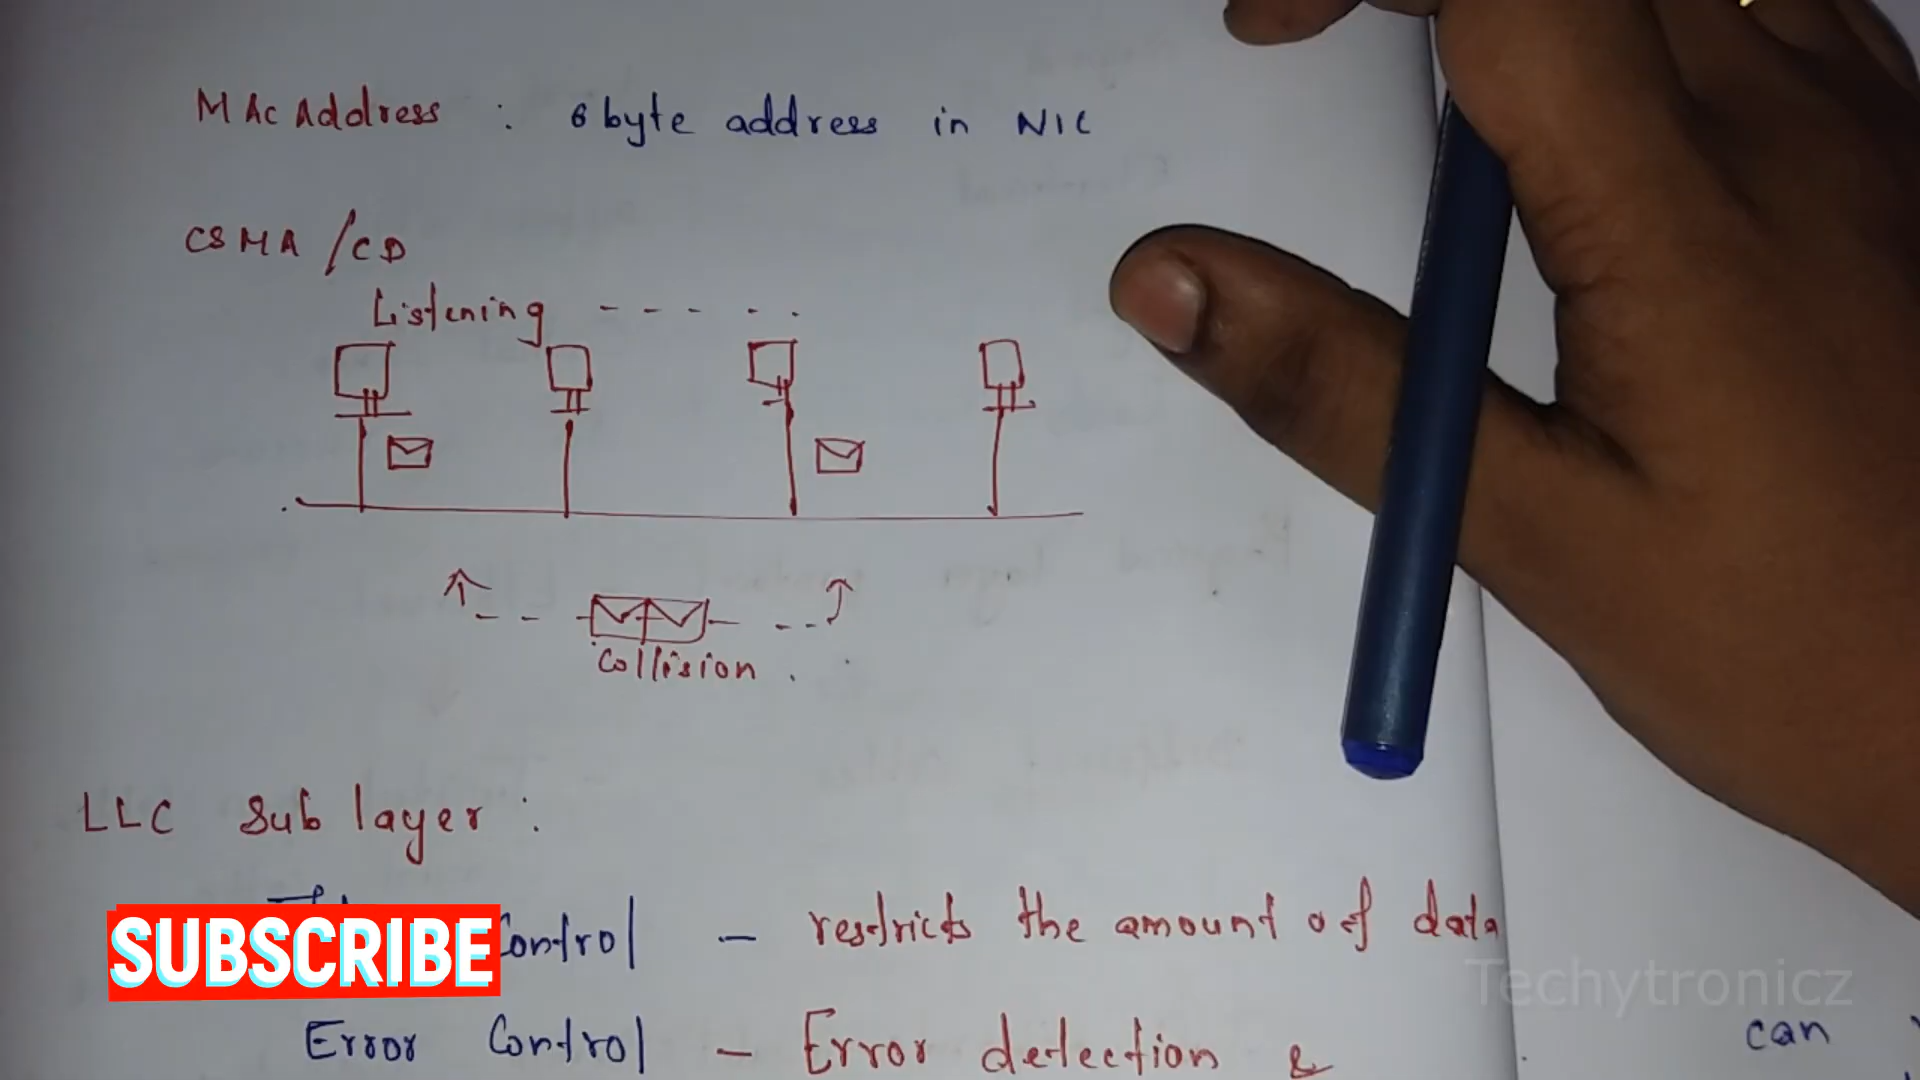 MAC Address : 6 byte address in NIC
CSMA / CD
Listening - - - - -
Collision .
LLC Sub layer :
Control - restricts the amount of data
SUBSCRIBE
Techytronicz
Error Control - Error detection &
can